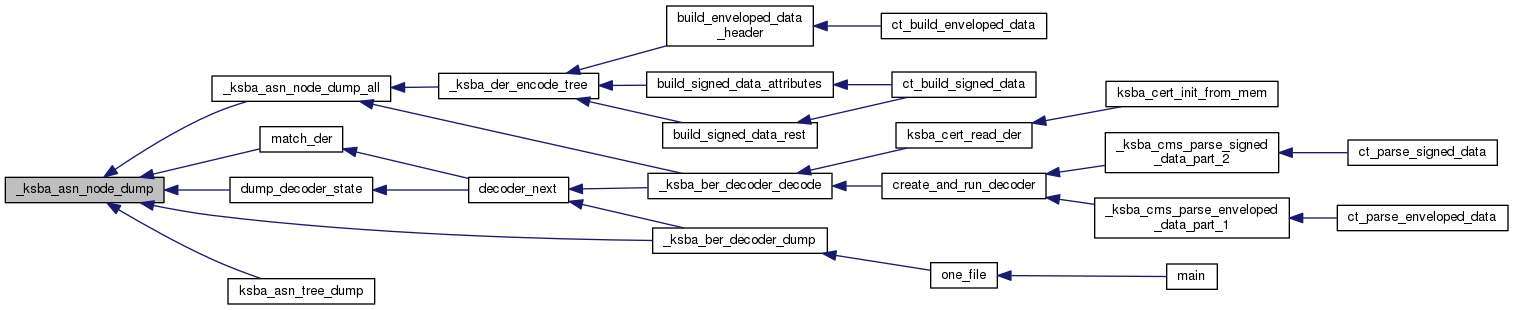 build_enveloped_data
_header
ct_build_enveloped_data
_ksba_asn_node_dump_all
_ksba_der_encode_tree
build_signed_data_attributes
ct_build_signed_data
ksba_cert_init_from_mem
match_der
build_signed_data_rest
ksba_cert_read_der
_ksba_cms_parse_signed
_data_part_2
ct_parse_signed_data
_ksba_asn_node_dump
dump_decoder_state
decoder_next
_ksba_ber_decoder_decode
create_and_run_decoder
_ksba_cms_parse_enveloped
_data_part_1
ct_parse_enveloped_data
_ksba_ber_decoder_dump
one_file
main
ksba_asn_tree_dump